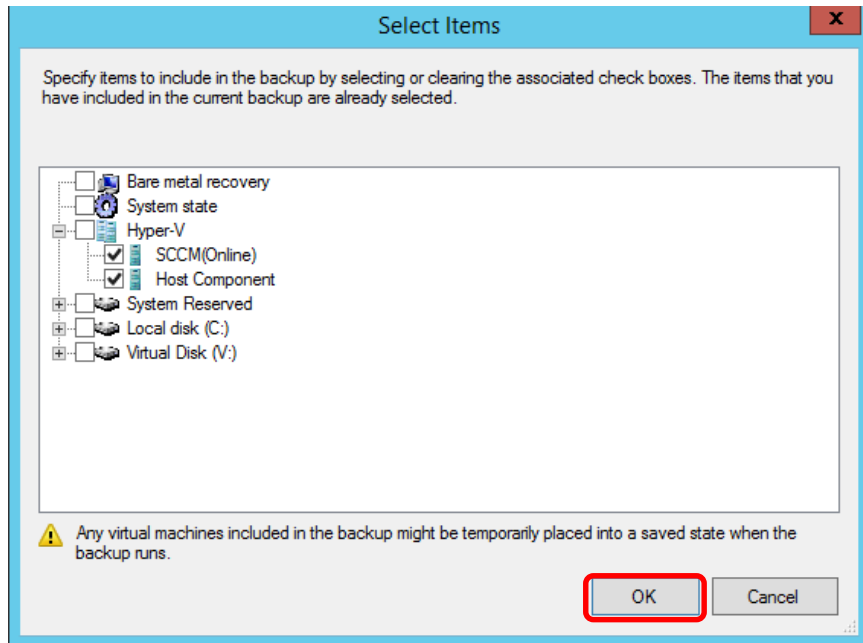 Select Items
x
Specify items to include in the backup by selecting or clearing the associated check boxes. The items that you
have included in the current backup are already selected.
Bare metal recovery
System state
Hyper-V
SCCM(Online)
Host Component
System Reserved
Local disk (C:)
Virtual Disk (V:)
Any virtual machines included in the backup might be temporarily placed into a saved state when the
backup runs.
OK
Cancel